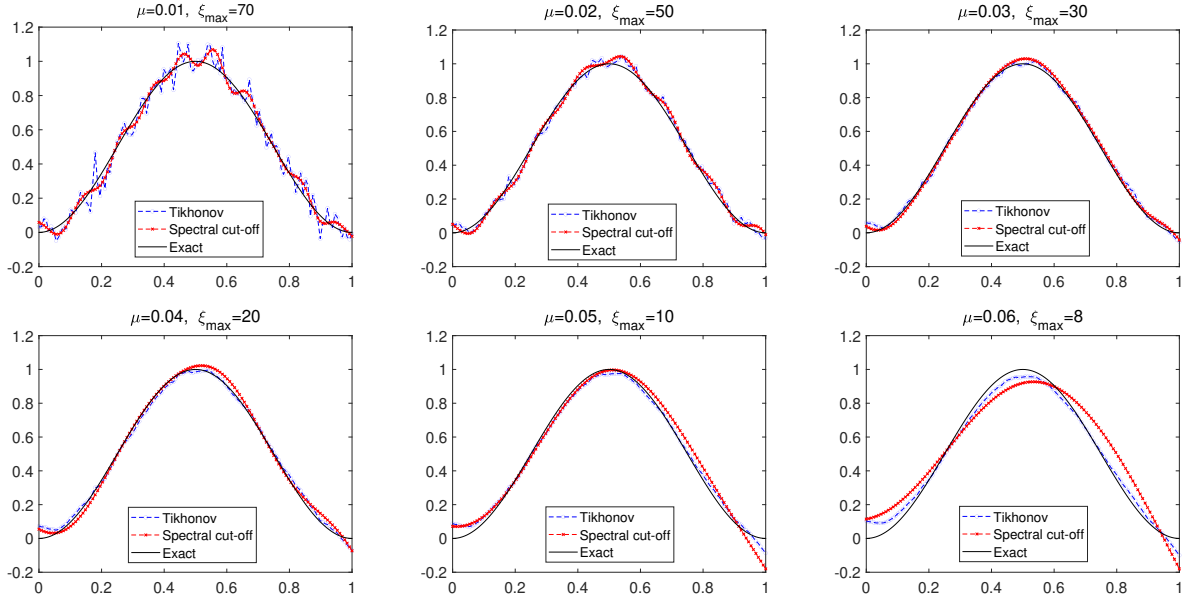 μ=0.01, ξmax=70
1.2
1
0.8
0.6
0.4
0.2
0
-0.2
0 0.2 0.4 0.6 0.8 1
Tikhonov
Spectral cut-off
Exact
μ=0.02, ξmax=50
1.2
1
0.8
0.6
0.4
0.2
0
-0.2
0 0.2 0.4 0.6 0.8 1
Tikhonov
Spectral cut-off
Exact
μ=0.03, ξmax=30
1.2
1
0.8
0.6
0.4
0.2
0
-0.2
0 0.2 0.4 0.6 0.8 1
Tikhonov
Spectral cut-off
Exact
μ=0.04, ξmax=20
1.2
1
0.8
0.6
0.4
0.2
0
-0.2
0 0.2 0.4 0.6 0.8 1
Tikhonov
Spectral cut-off
Exact
μ=0.05, ξmax=10
1.2
1
0.8
0.6
0.4
0.2
0
-0.2
0 0.2 0.4 0.6 0.8 1
Tikhonov
Spectral cut-off
Exact
μ=0.06, ξmax=8
1.2
1
0.8
0.6
0.4
0.2
0
-0.2
0 0.2 0.4 0.6 0.8 1
Tikhonov
Spectral cut-off
Exact